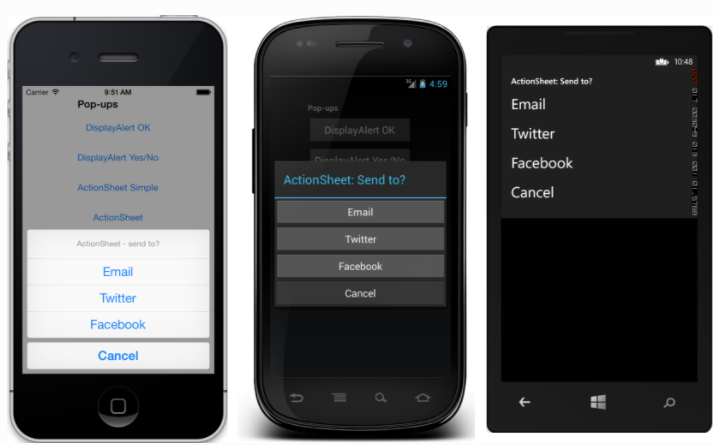 Carrier 9:51 AM
Pop-ups
DisplayAlert OK
DisplayAlert Yes/No
ActionSheet Simple
ActionSheet
ActionSheet - send to?
Email
Twitter
Facebook
Cancel
3G 4:59
Pop-ups
DisplayAlert OK
DisplayAlert Yes/No
ActionSheet: Send to?
Email
Twitter
Facebook
Cancel
10:48
ActionSheet: Send to?
Email
Twitter
Facebook
Cancel